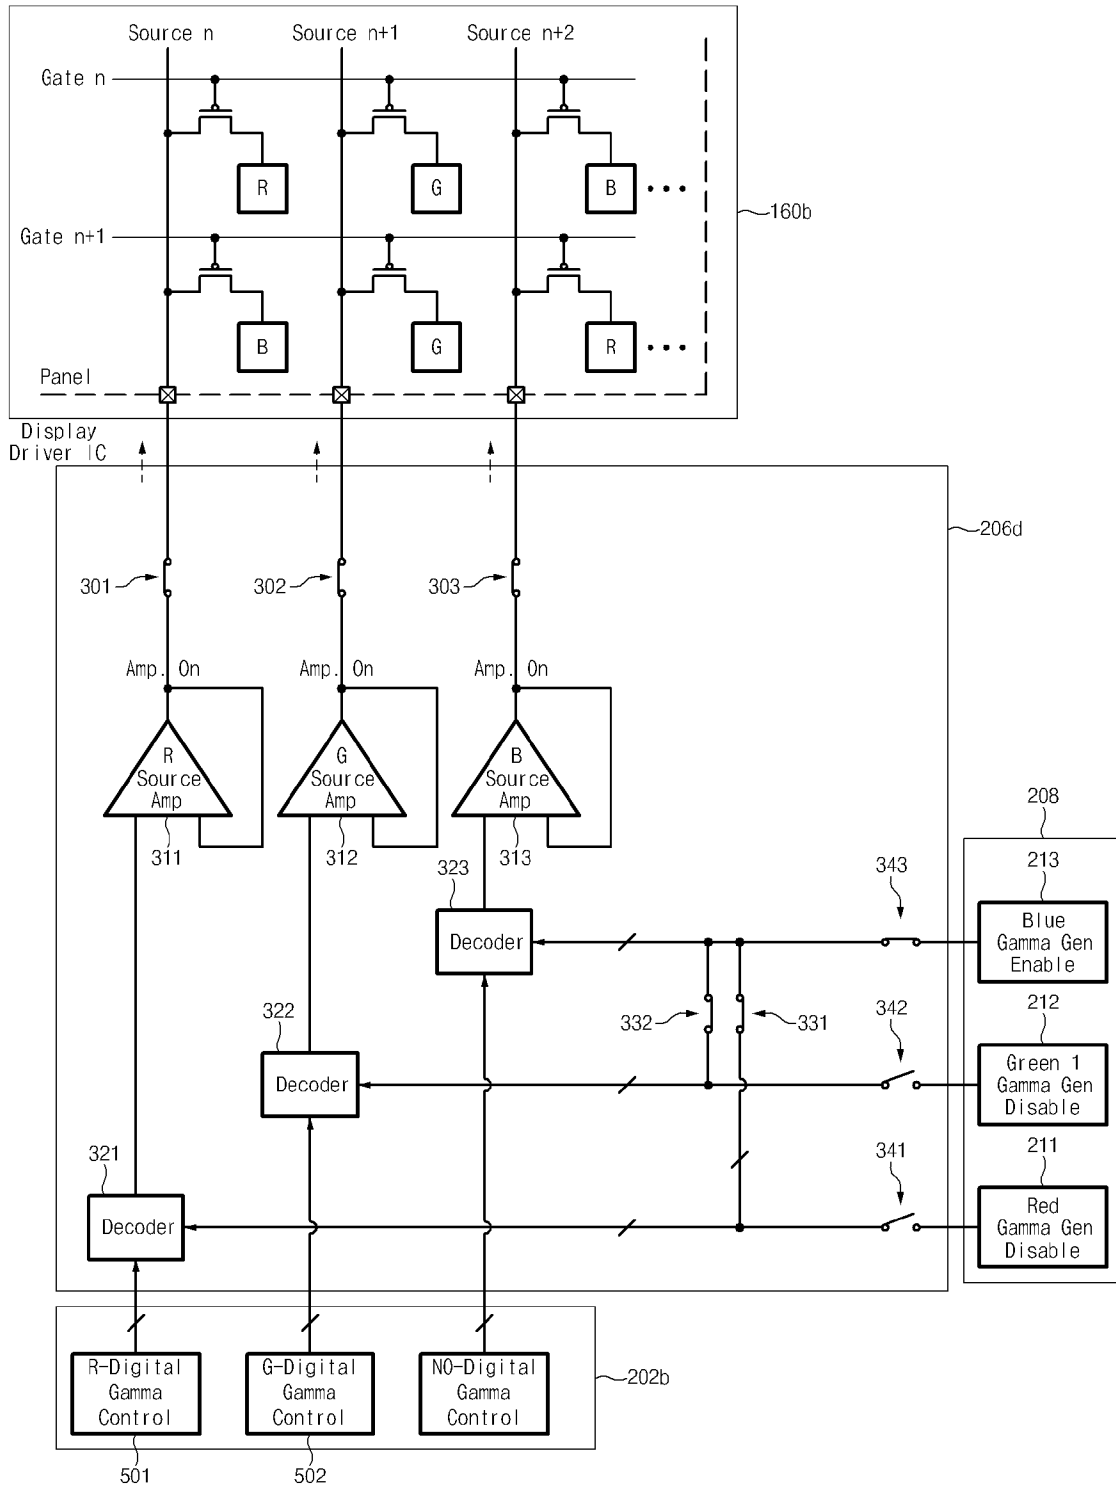 Source n
Source n+1
Source n+2
Gate n
R
G
B
160b
Gate n+1
B
G
R
Panel
Display
Driver IC
206d
301
302
303
Amp. On
Amp. On
Amp. On
R
Source
Amp
G
Source
Amp
B
Source
Amp
311
312
313
208
323
343
213
Decoder
Blue
Gamma Gen
Enable
322
332
331
342
212
Decoder
Green 1
Gamma Gen
Disable
321
341
211
Decoder
Red
Gamma Gen
Disable
R-Digital
Gamma
Control
G-Digital
Gamma
Control
NO-Digital
Gamma
Control
202b
501
502